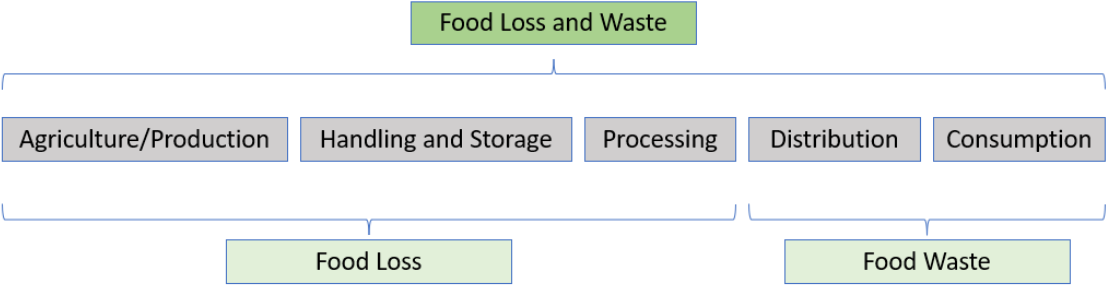 Food Loss and Waste
Agriculture/Production
Handling and Storage
Processing
Distribution
Consumption
Food Loss
Food Waste